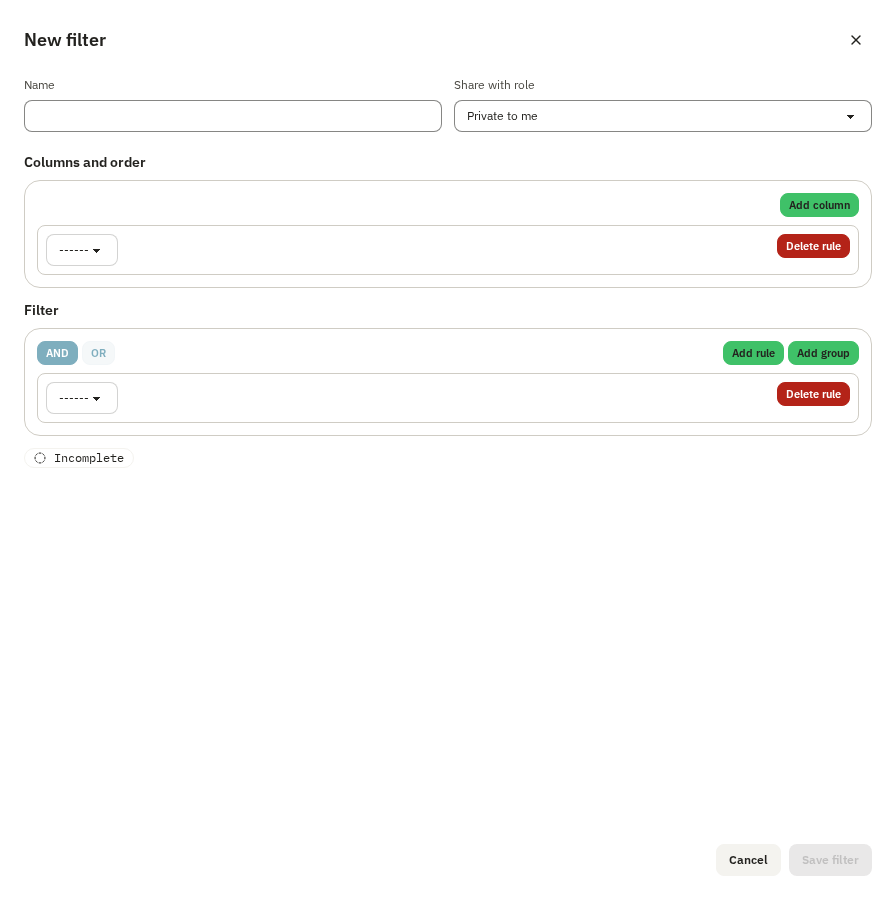 New filter
Name
Share with role
Private to me
Columns and order
Add column
------
Delete rule
Filter
AND OR
Add rule Add group
------
Delete rule
Incomplete
Cancel Save filter